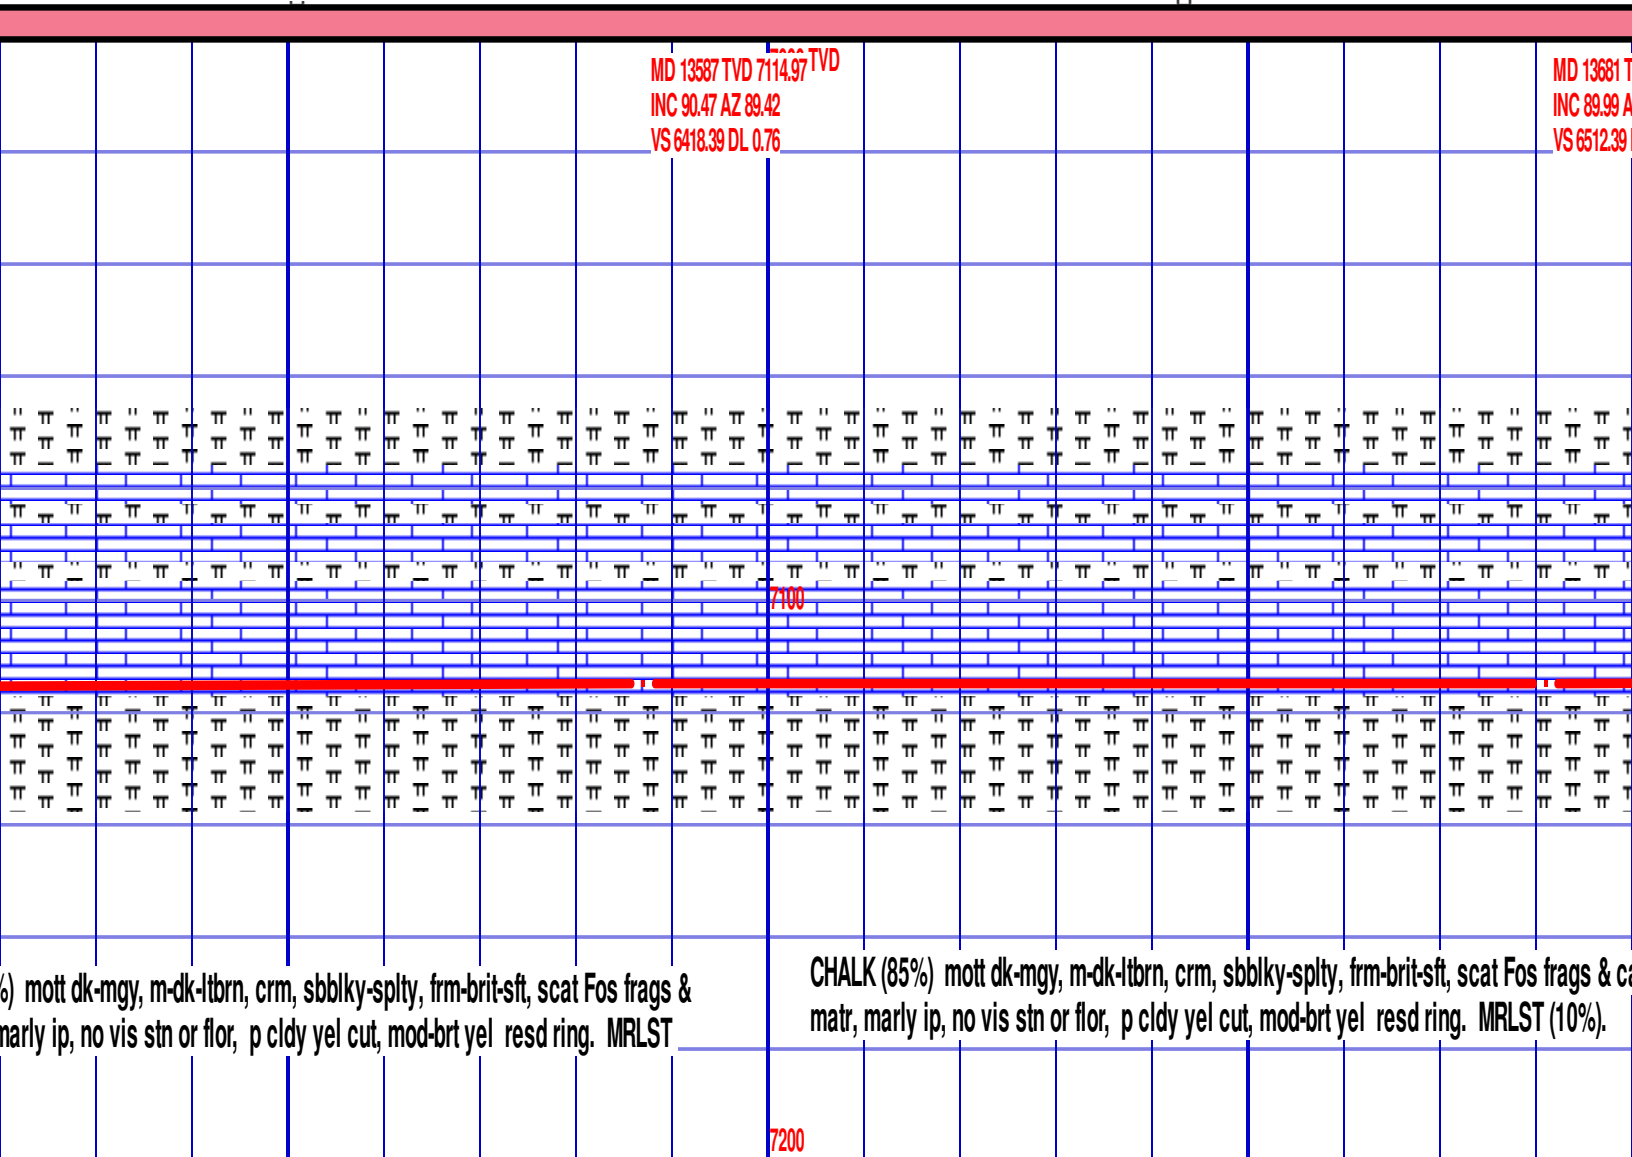 TVD
MD 13587 TVD 7114.97
INC 90.47 AZ 89.42
VS 6418.39 DL 0.76
MD 13681
INC 89.99
VS 6512.39
7100
%) mott dk-mgy, m-dk-ltbrn, crm, sbblky-splty, frm-brit-sft, scat Fos frags &
marly ip, no vis stn or flor, p cldy yel cut, mod-brt yel resd ring. MRLST
CHALK (85%) mott dk-mgy, m-dk-ltbrn, crm, sbblky-splty, frm-brit-sft, scat Fos frags &
matr, marly ip, no vis stn or flor, p cldy yel cut, mod-brt yel resd ring. MRLST (10%).
7200